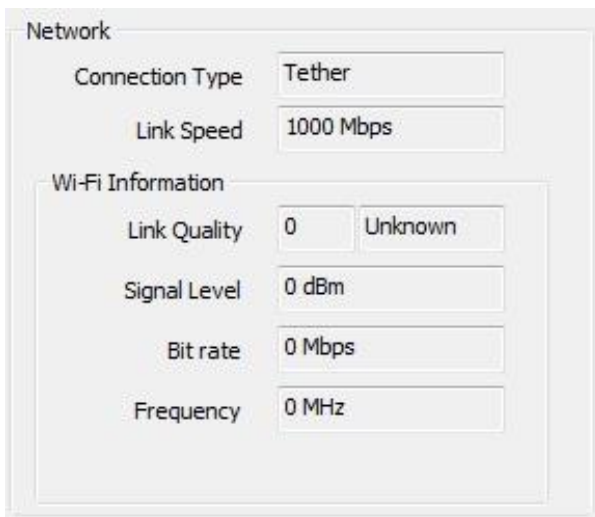 Network
Connection Type Tether
Link Speed 1000 Mbps
Wi-Fi Information
Link Quality 0 Unknown
Signal Level 0 dBm
Bit rate 0 Mbps
Frequency 0 MHz